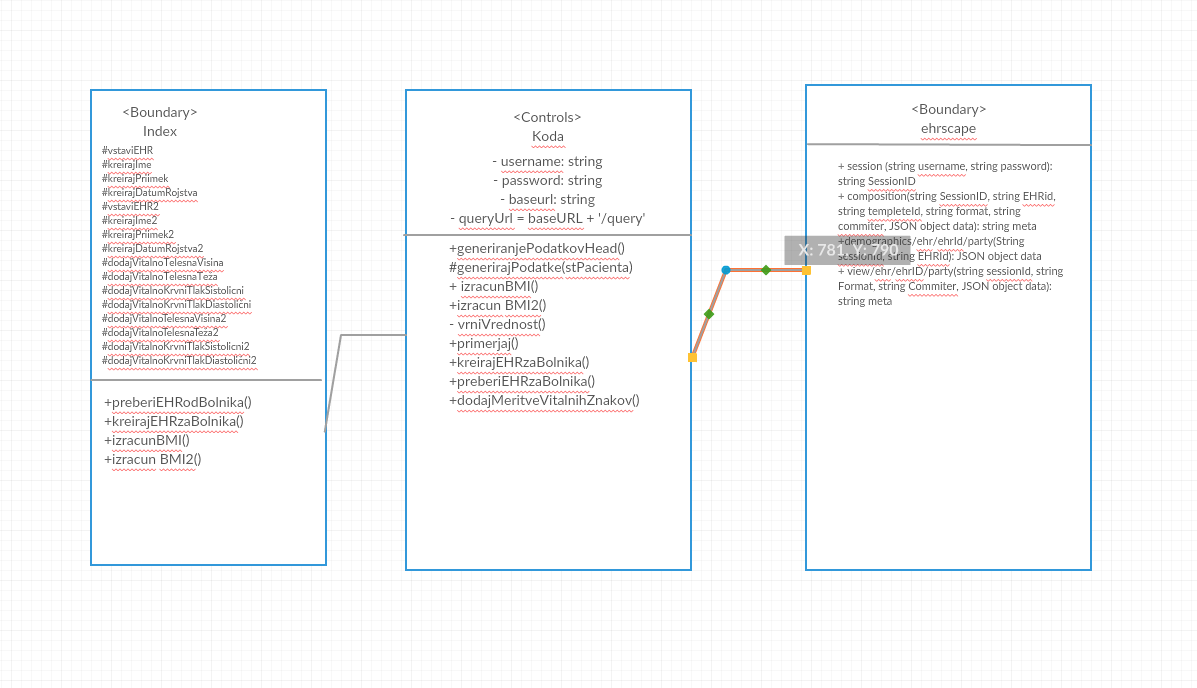 <Boundary>
Index
#vstaviEHR
#kreirajIme
#kreirajPriimek
#kreirajDatumRojstva
#vstaviEHR2
#kreirajIme2
#kreirajPriimek2
#kreirajDatumRojstva2
#dodajVitalnoTelesnaVisina
#dodajVitalnoTelesnaTeza
#dodajVitalnoKrvniTlakSistolicni
#dodajVitalnoKrvniTlakDiastolicni
#dodajVitalnoTelesnaVisina2
#dodajVitalnoTelesnaTeza2
#dodajVitalnoKrvniTlakSistolicni2
#dodajVitalnoKrvniTlakDiastolicni2
+preberiEHRodBolnika()
+kreirajEHRzaBolnika()
+izracunBMI()
+izracun BMI2()
<Controls>
Koda
- username: string
- password: string
- baseurl: string
- queryUrl = baseURL + '/query'
+generiranjePodatkovHead()
#generirajPodatke(stPacienta)
+ izracunBMI()
+izracun BMI2()
- vrniVrednost()
+primerjaj()
+kreirajEHRzaBolnika()
+preberiEHRzaBolnika()
+dodajMeritveVitalnihZnakov()
<Boundary>
ehrscape
+ session (string username, string password):
string SessionID
+ composition(string SessionID, string EHRid,
string templeteId, string format, string
commiter, JSON object data): string meta
+demographics/ehr/ehrId/party(String
sessionId, string EHRid): JSON object data
+ view/ehr/ehrID/party(string sessionId, string
Format, string Commiter, JSON object data):
string meta
X: 781, Y: 790